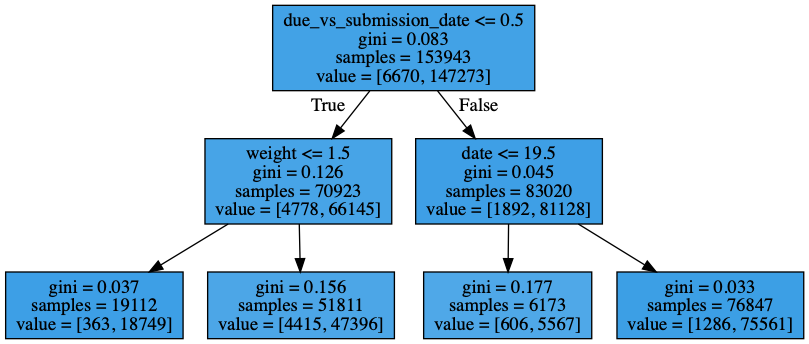 due_vs_submission_date <= 0.5
gini = 0.083
samples = 153943
value = [6670, 147273]
True
False
weight <= 1.5
gini = 0.126
samples = 70923
value = [4778, 66145]
date <= 19.5
gini = 0.045
samples = 83020
value = [1892, 81128]
gini = 0.037
samples = 19112
value = [363, 18749]
gini = 0.156
samples = 51811
value = [4415, 47396]
gini = 0.177
samples = 6173
value = [606, 5567]
gini = 0.033
samples = 76847
value = [1286, 75561]